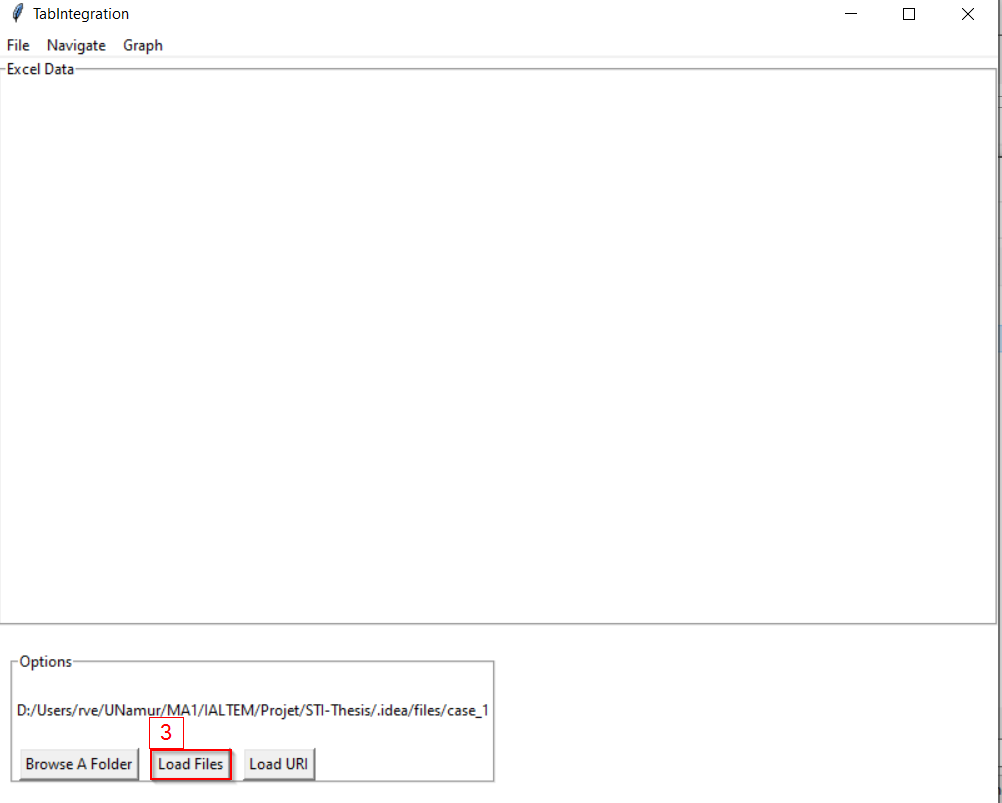 TabIntegration
File Navigate Graph
Excel Data
Options
D:/Users/rve/UNamur/MA1/IALTEM/Projet/STI-Thesis/.idea/files/case_1
3
Browse A Folder Load Files Load URI